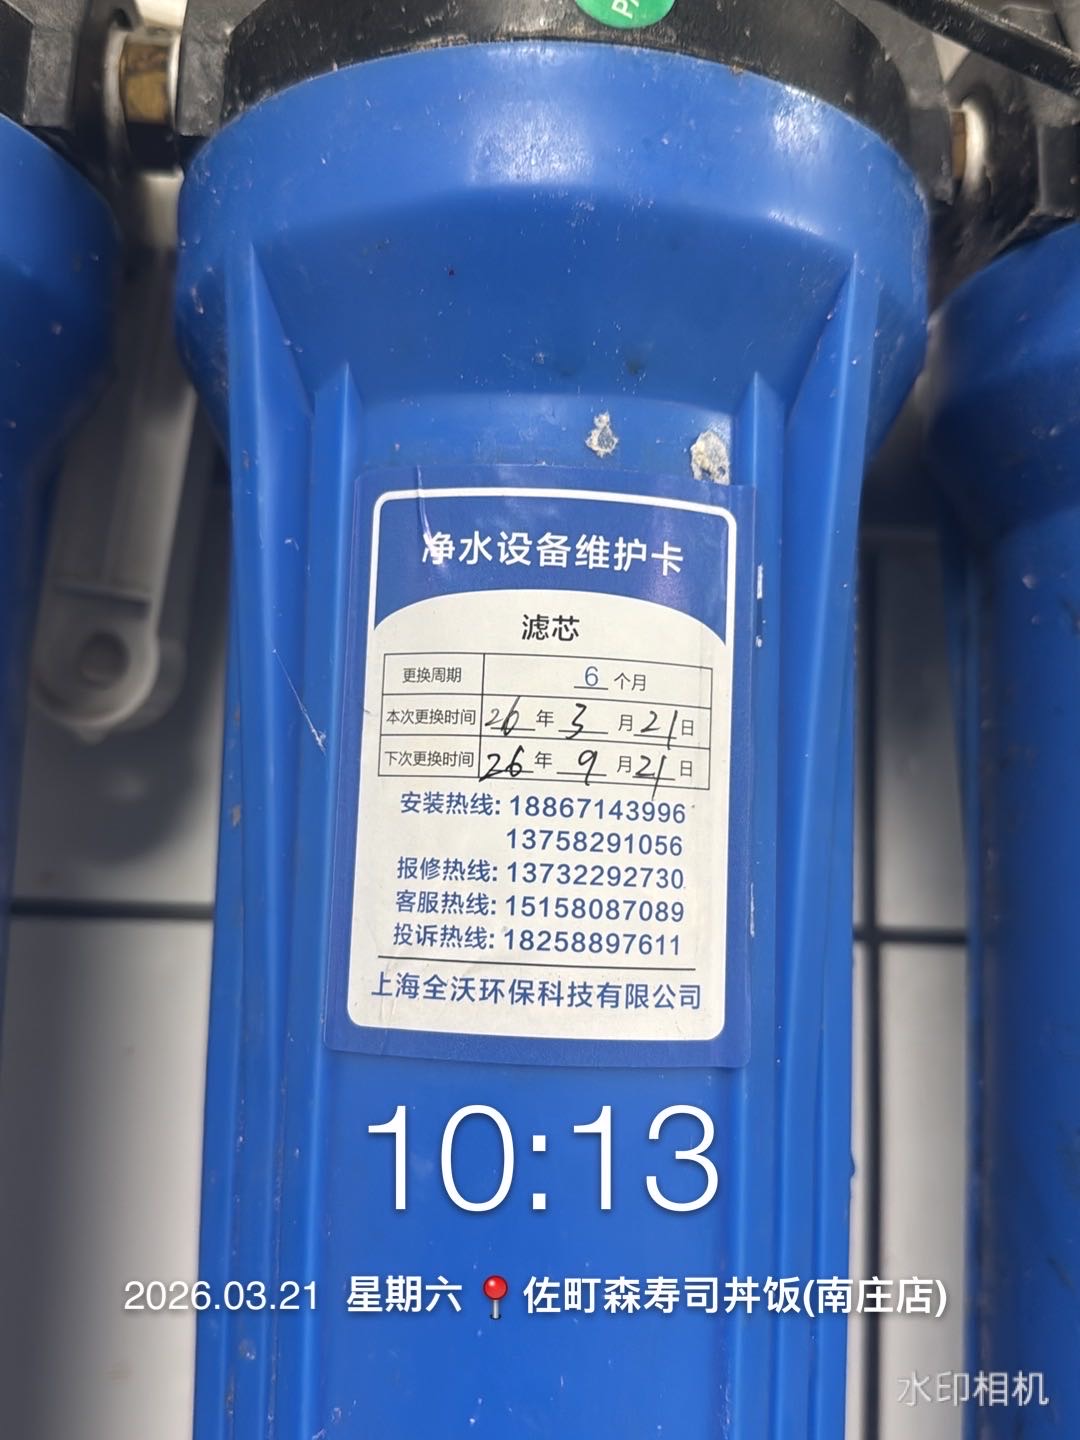 净水设备维护卡
滤芯
更换周期 6 个月
本次更换时间 26 年 3 月 21 日
下次更换时间 26 年 9 月 21 日
安装热线: 18867143996
13758291056
报修热线: 13732292730
客服热线: 15158087089
投诉热线: 18258897611
上海全沃环保科技有限公司
10:13
2026.03.21 星期六 📍佐町森寿司丼饭(南庄店)
水印相机